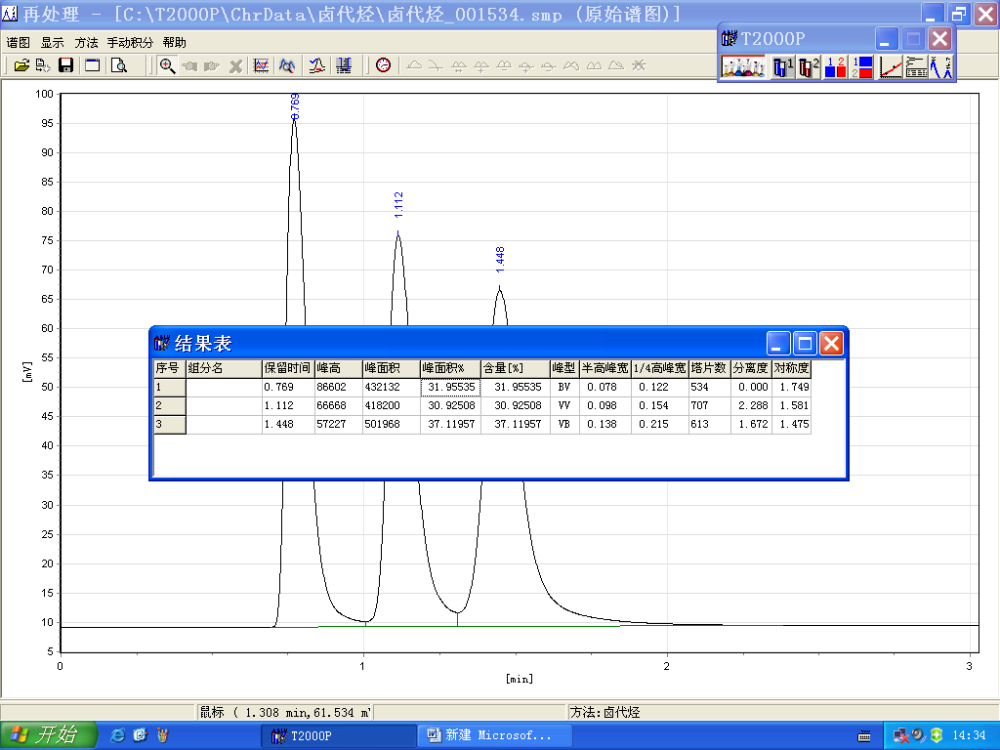 再处理 - [C:\T2000P\ChrData\卤代烃\卤代烃_001534.smp (原始谱图)]
谱图 显示 方法 手动积分 帮助
T2000P
1 2 1 2 1 2
100
95
90
85
80
75
70
65
60
55
50
45
40
35
30
25
20
15
10
5
[mV]
0.769
1.112
1.448
结果表
序号 组分名 保留时间 峰高 峰面积 峰面积% 含量[%] 峰型 半高峰宽 1/4高峰宽 塔片数 分离度 对称度
1 0.769 86602 432132 31.95535 31.95535 BV 0.078 0.122 534 0.000 1.749
2 1.112 66668 418200 30.92508 30.92508 VV 0.098 0.154 707 2.288 1.581
3 1.448 57227 501968 37.11957 37.11957 VB 0.138 0.215 613 1.672 1.475
0 1 2 3
[min]
鼠标 ( 1.308 min,61.534 m 方法:卤代烃
开始 T2000P 新建 Microsof... 14:34